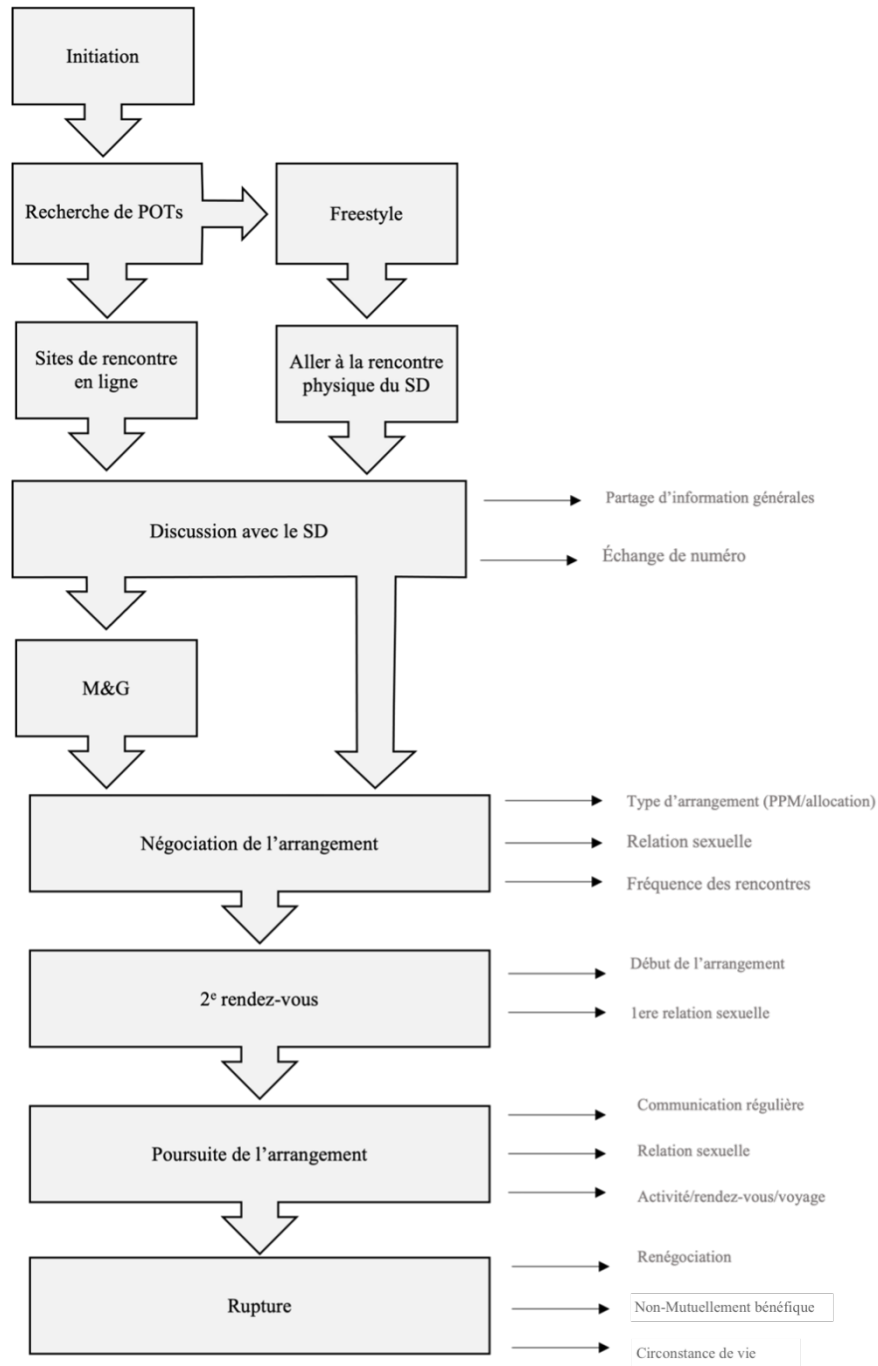 Initiation
Recherche de POTs
Freestyle
Sites de rencontre
en ligne
Aller à la rencontre
physique du SD
Discussion avec le SD
Partage d’information générales
Échange de numéro
M&G
Négociation de l’arrangement
Type d’arrangement (PPM/allocation)
Relation sexuelle
Fréquence des rencontres
2e rendez-vous
Début de l’arrangement
1ere relation sexuelle
Poursuite de l’arrangement
Communication régulière
Relation sexuelle
Activité/rendez-vous/voyage
Rupture
Renégociation
Non-Mutuellement bénéfique
Circonstance de vie